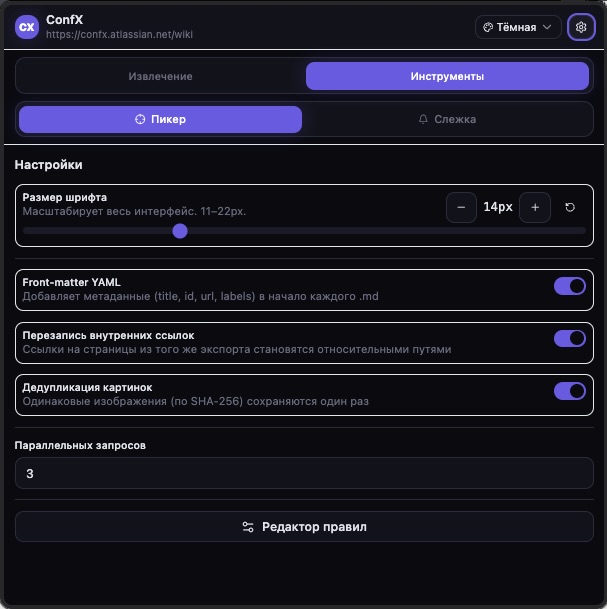 CX
ConfX
https://confx.atlassian.net/wiki
Тёмная
Извлечение
Инструменты
Пикер
Слежка
Настройки
Размер шрифта
Масштабирует весь интерфейс. 11–22px.
− 14px +
Front-matter YAML
Добавляет метаданные (title, id, url, labels) в начало каждого .md
Перезапись внутренних ссылок
Ссылки на страницы из того же экспорта становятся относительными путями
Дедупликация картинок
Одинаковые изображения (по SHA-256) сохраняются один раз
Параллельных запросов
3
Редактор правил